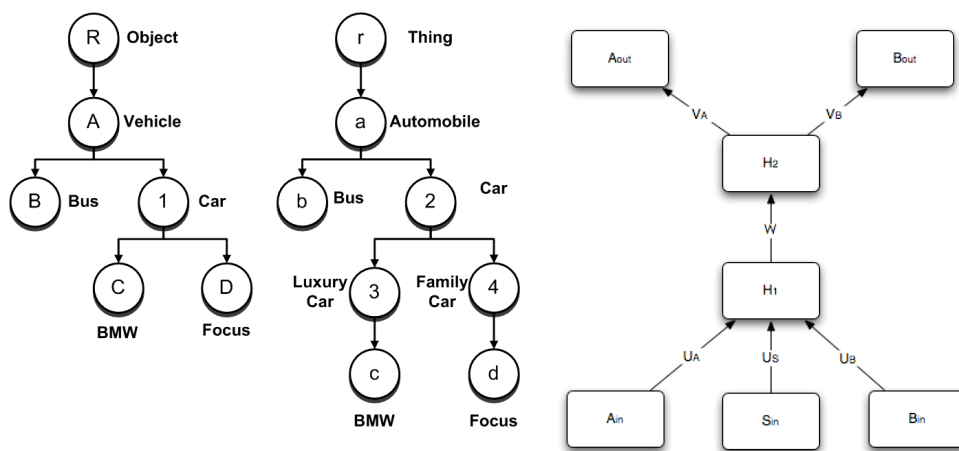 R Object
A Vehicle
B Bus 1 Car
C D
BMW Focus
r Thing
a Automobile
b Bus 2 Car
Luxury Car 3 Family Car 4
c d
BMW Focus
Aout Bout
VA VB
H2
W
H1
UA US UB
Ain Sin Bin